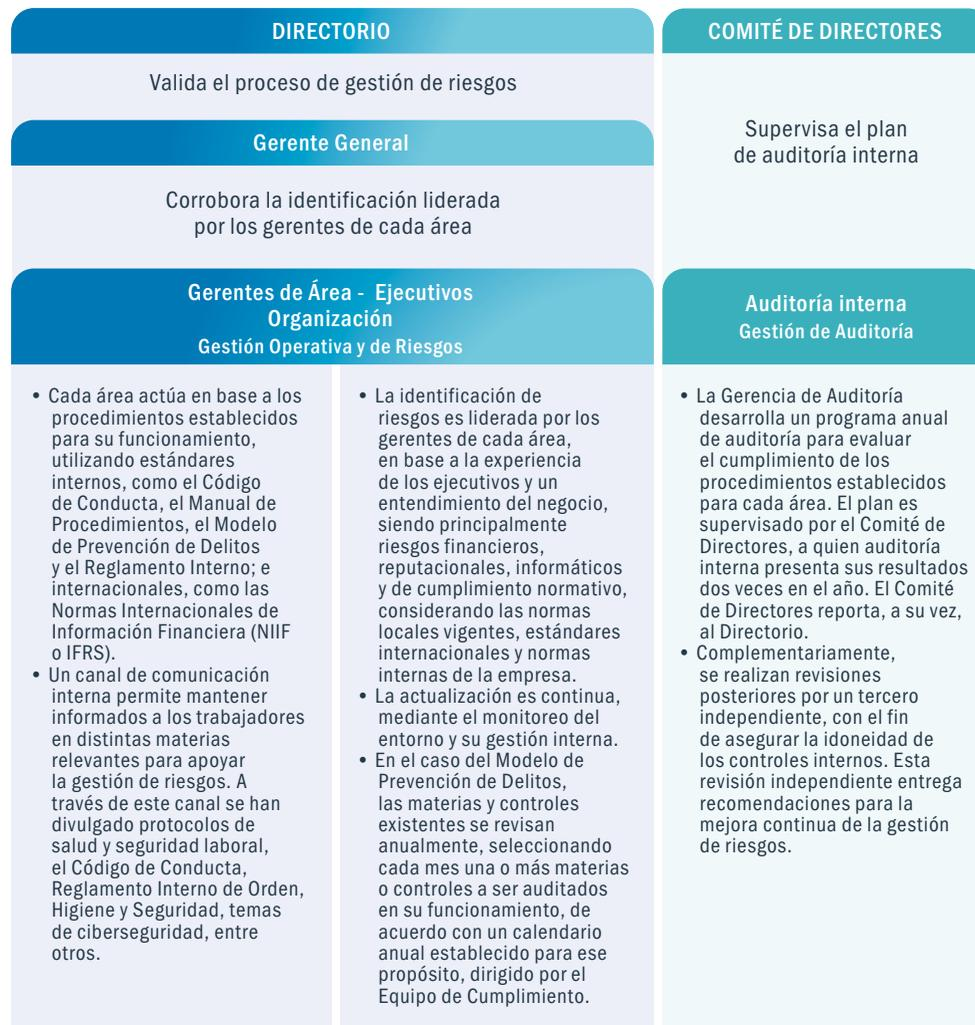 DIRECTORIO
Valida el proceso de gestión de riesgos
Gerente General
Corrobora la identificación liderada
por los gerentes de cada área
COMITÉ DE DIRECTORES
Supervisa el plan
de auditoría interna
Gerentes de Área - Ejecutivos
Organización
Gestión Operativa y de Riesgos
• Cada área actúa en base a los
procedimientos establecidos
para su funcionamiento,
utilizando estándares
internos, como el Código
de Conducta, el Manual de
Procedimientos, el Modelo
de Prevención de Delitos
y el Reglamento Interno; e
internacionales, como las
Normas Internacionales de
Información Financiera (NIIF
o IFRS).
• Un canal de comunicación
interna permite mantener
informados a los trabajadores
en distintas materias
relevantes para apoyar
la gestión de riesgos. A
través de este canal se han
divulgado protocolos de
salud y seguridad laboral,
el Código de Conducta,
Reglamento Interno de Orden,
Higiene y Seguridad, temas
de ciberseguridad, entre
otros.
• La identificación de
riesgos es liderada por los
gerentes de cada área,
en base a la experiencia
de los ejecutivos y un
entendimiento del negocio,
siendo principalmente
riesgos financieros,
reputacionales, informáticos
y de cumplimiento normativo,
considerando las normas
locales vigentes, estándares
internacionales y normas
internas de la empresa.
• La actualización es continua,
mediante el monitoreo del
entorno y su gestión interna.
• En el caso del Modelo de
Prevención de Delitos,
las materias y controles
existentes se revisan
anualmente, seleccionando
cada mes una o más materias
o controles a ser auditados
en su funcionamiento, de
acuerdo con un calendario
anual establecido para ese
propósito, dirigido por el
Equipo de Cumplimiento.
Auditoría interna
Gestión de Auditoría
• La Gerencia de Auditoría
desarrolla un programa anual
de auditoría para evaluar
el cumplimiento de los
procedimientos establecidos
para cada área. El plan es
supervisado por el Comité de
Directores, a quien auditoría
interna presenta sus resultados
dos veces en el año. El Comité
de Directores reporta, a su vez,
al Directorio.
• Complementariamente,
se realizan revisiones
posteriores por un tercero
independiente, con el fin
de asegurar la idoneidad de
los controles internos. Esta
revisión independiente entrega
recomendaciones para la
mejora continua de la gestión
de riesgos.